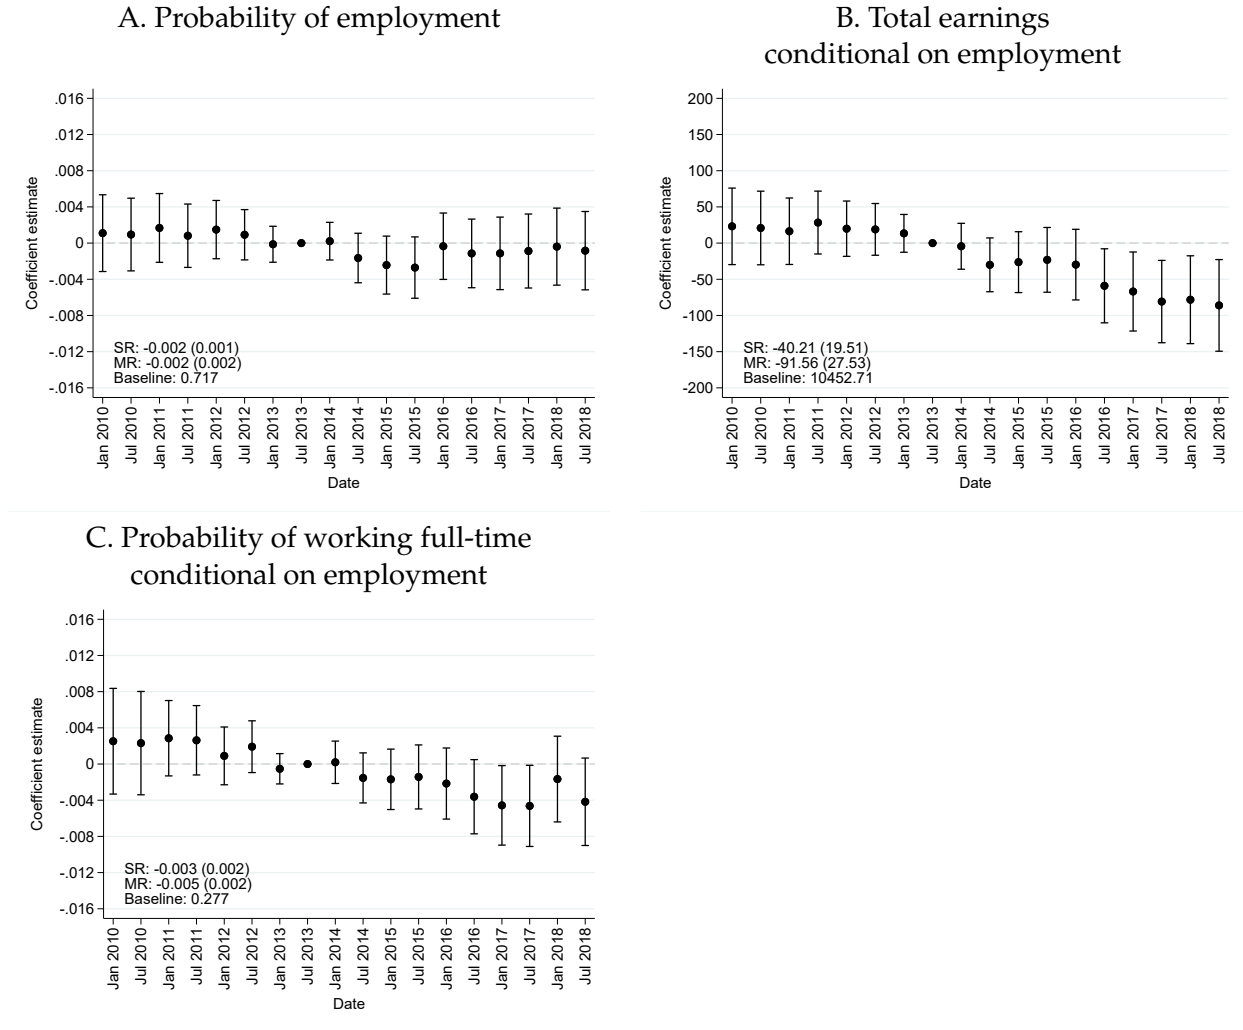 A. Probability of employment
.016
.012
.008
.004
0
-.004
-.008
-.012
-.016
Coefficient estimate
SR: -0.002 (0.001)
MR: -0.002 (0.002)
Baseline: 0.717
Jan 2010
Jul 2010
Jan 2011
Jul 2011
Jan 2012
Jul 2012
Jan 2013
Jul 2013
Jan 2014
Jul 2014
Jan 2015
Jul 2015
Jan 2016
Jul 2016
Jan 2017
Jul 2017
Jan 2018
Jul 2018
Date
B. Total earnings
conditional on employment
200
150
100
50
0
-50
-100
-150
-200
Coefficient estimate
SR: -40.21 (19.51)
MR: -91.56 (27.53)
Baseline: 10452.71
Jan 2010
Jul 2010
Jan 2011
Jul 2011
Jan 2012
Jul 2012
Jan 2013
Jul 2013
Jan 2014
Jul 2014
Jan 2015
Jul 2015
Jan 2016
Jul 2016
Jan 2017
Jul 2017
Jan 2018
Jul 2018
Date
C. Probability of working full-time
conditional on employment
.016
.012
.008
.004
0
-.004
-.008
-.012
-.016
Coefficient estimate
SR: -0.003 (0.002)
MR: -0.005 (0.002)
Baseline: 0.277
Jan 2010
Jul 2010
Jan 2011
Jul 2011
Jan 2012
Jul 2012
Jan 2013
Jul 2013
Jan 2014
Jul 2014
Jan 2015
Jul 2015
Jan 2016
Jul 2016
Jan 2017
Jul 2017
Jan 2018
Jul 2018
Date